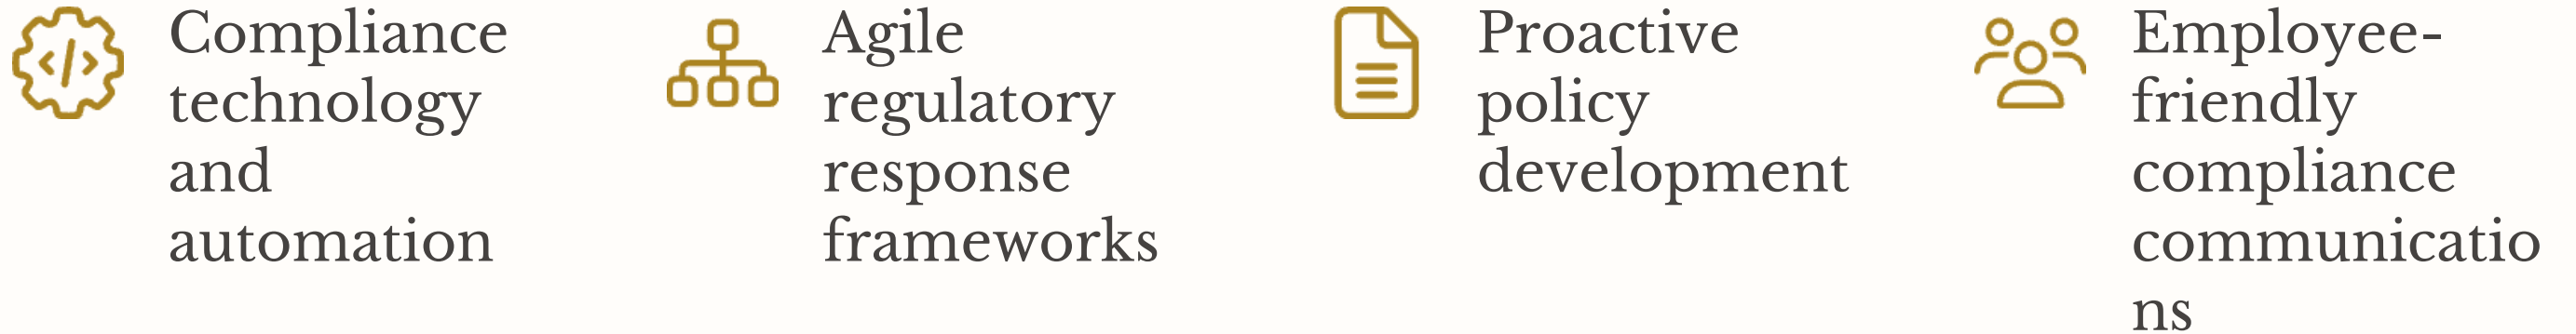 Compliance
technology
and
automation
Agile
regulatory
response
frameworks
Proactive
policy
development
Employee-
friendly
compliance
communicatio
ns